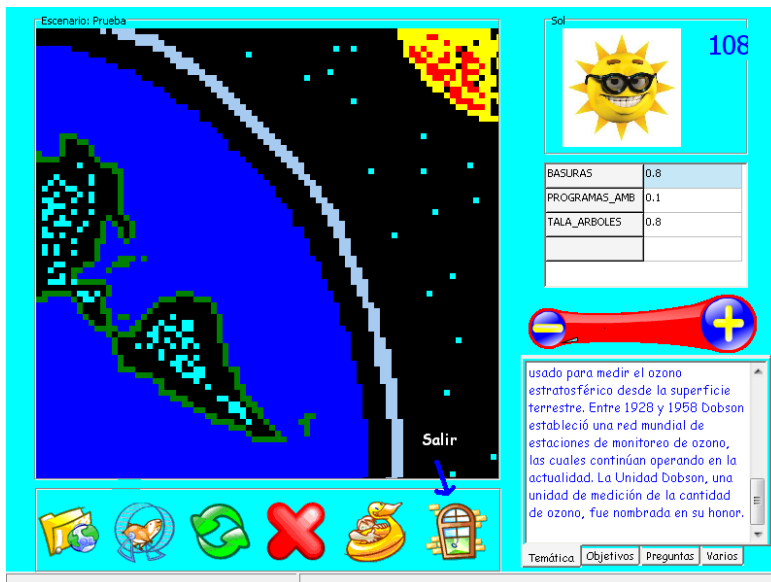 Escenario: Prueba
Sol
108
BASURAS 0.8
PROGRAMAS_AMB 0.1
TALA_ARBOLES 0.8
usado para medir el ozono
estratosférico desde la superficie
terrestre. Entre 1928 y 1958 Dobson
estableció una red mundial de
estaciones de monitoreo de ozono,
las cuales continúan operando en la
actualidad. La Unidad Dobson, una
unidad de medición de la cantidad
de ozono, fue nombrada en su honor.
Salir
Temática Objetivos Preguntas Varios